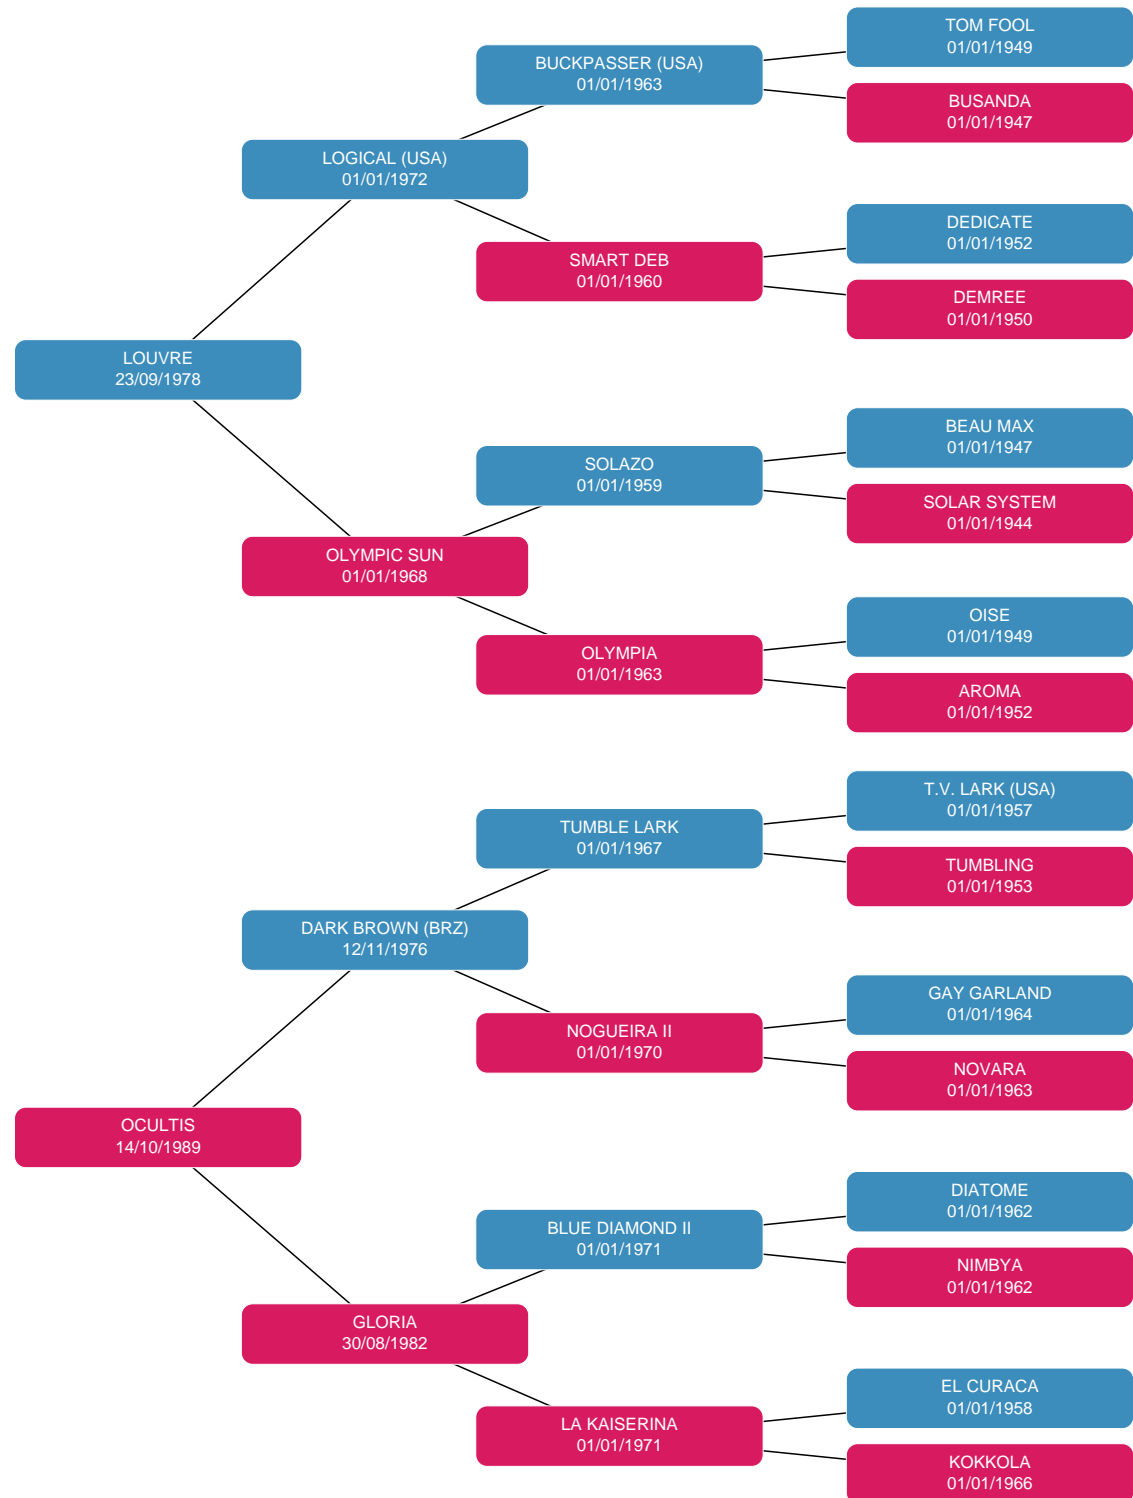 TOM FOOL
01/01/1949
BUCKPASSER (USA)
01/01/1963
BUSANDA
01/01/1947
LOGICAL (USA)
01/01/1972
DEDICATE
01/01/1952
SMART DEB
01/01/1960
DEMREE
01/01/1950
LOUVRE
23/09/1978
BEAU MAX
01/01/1947
SOLAZO
01/01/1959
SOLAR SYSTEM
01/01/1944
OLYMPIC SUN
01/01/1968
OISE
01/01/1949
OLYMPIA
01/01/1963
AROMA
01/01/1952
T.V. LARK (USA)
01/01/1957
TUMBLE LARK
01/01/1967
TUMBLING
01/01/1953
DARK BROWN (BRZ)
12/11/1976
GAY GARLAND
01/01/1964
NOGUEIRA II
01/01/1970
NOVARA
01/01/1963
OCULTIS
14/10/1989
DIATOME
01/01/1962
BLUE DIAMOND II
01/01/1971
NIMBYA
01/01/1962
GLORIA
30/08/1982
EL CURACA
01/01/1958
LA KAISERINA
01/01/1971
KOKKOLA
01/01/1966